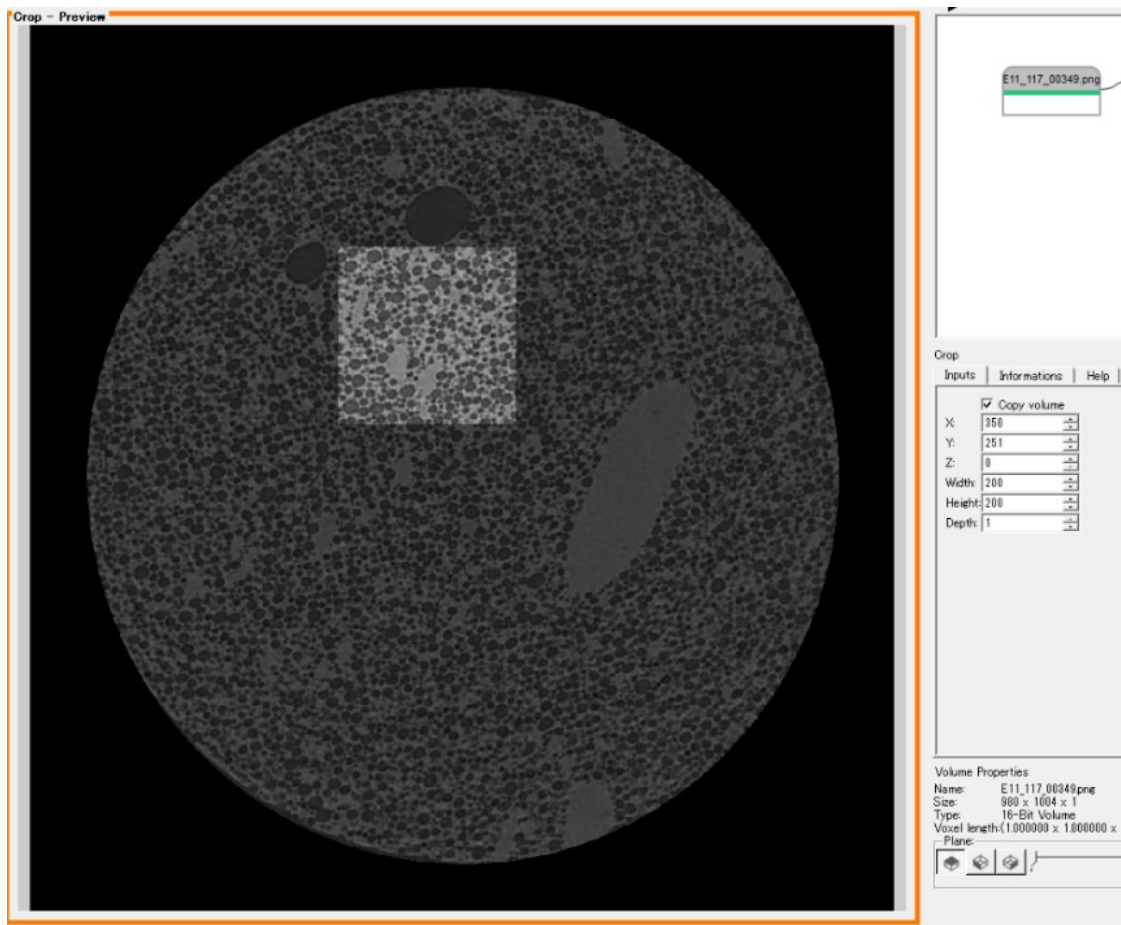 Crop - Preview
E11_117_00349.png
Crop
Inputs
Informations
Help
Copy volume
X: 350
Y: 251
Z: 0
Width: 200
Height: 200
Depth: 1
Volume Properties
Name: E11_117_00349.png
Size: 980 x 1004 x 1
Type: 16-Bit Volume
Voxel length:(1.000000 x 1.000000 x
Plane: